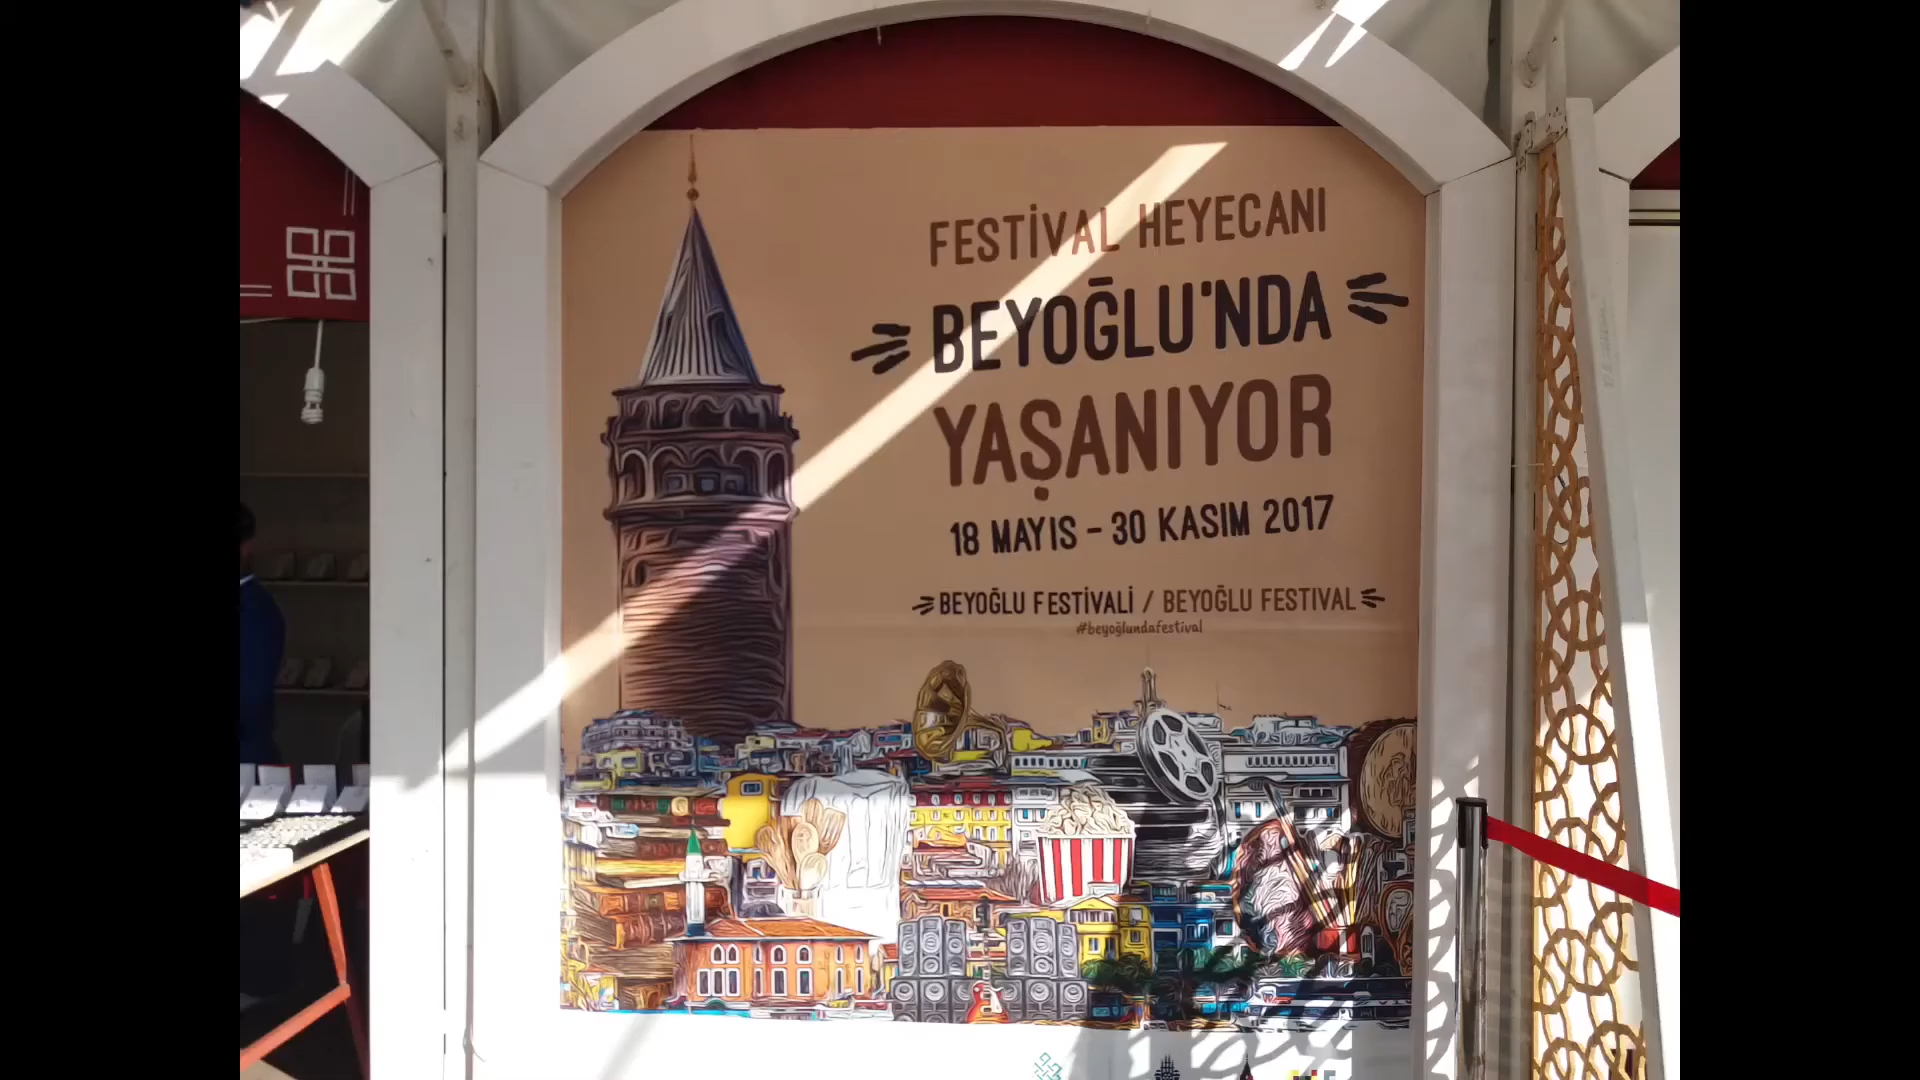 FESTİVAL HEYECANI
BEYOĞLU'NDA
YAŞANIYOR
18 MAYIS - 30 KASIM 2017
BEYOĞLU FESTİVALİ / BEYOĞLU FESTIVAL
#beyoğlundafestival